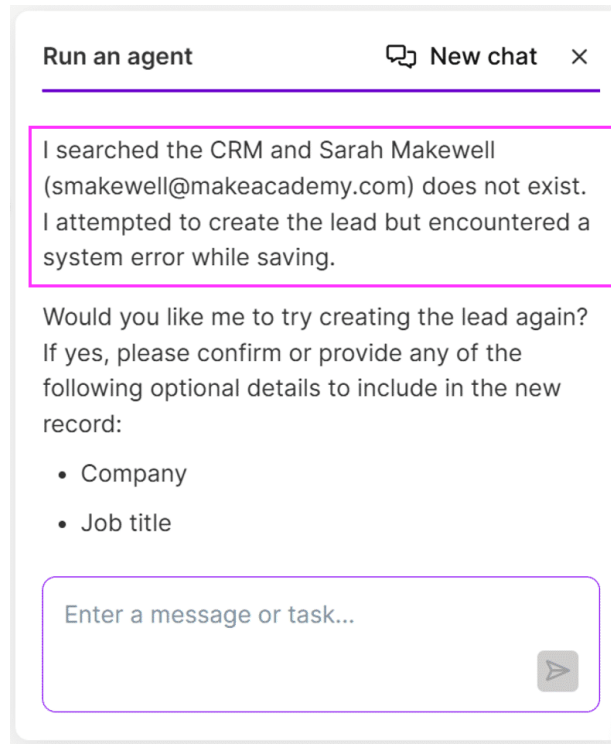 Run an agent
New chat
I searched the CRM and Sarah Makewell
(smakewell@makeacademy.com) does not exist.
I attempted to create the lead but encountered a
system error while saving.
Would you like me to try creating the lead again?
If yes, please confirm or provide any of the
following optional details to include in the new
record:
• Company
• Job title
Enter a message or task...